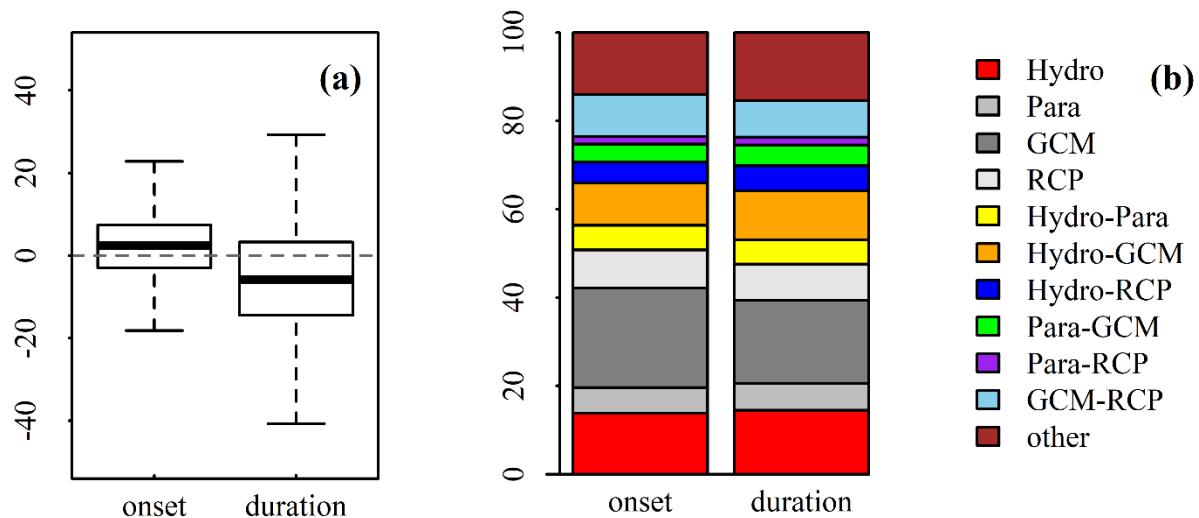 40
20
0
-20
-40
(a)
onset
duration
100
80
60
40
20
0
onset
duration
Hydro
Para
GCM
RCP
Hydro-Para
Hydro-GCM
Hydro-RCP
Para-GCM
Para-RCP
GCM-RCP
other
(b)